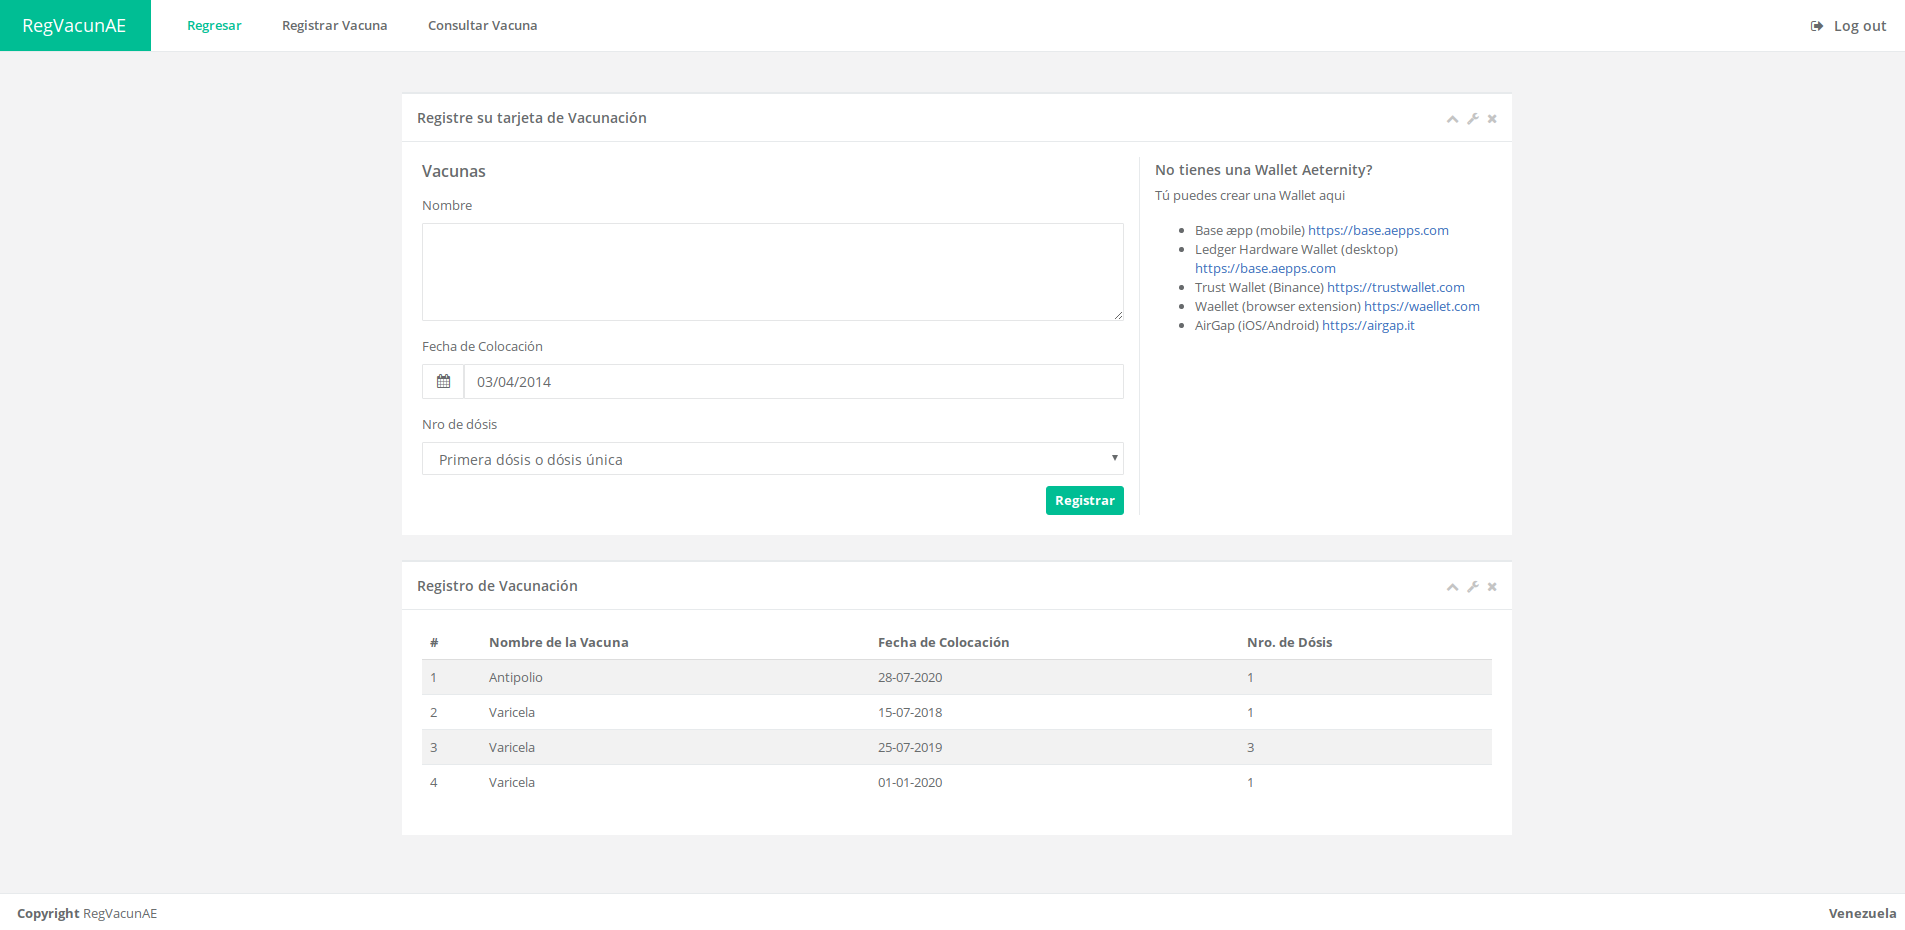 RegVacunAE
Regresar
Registrar Vacuna
Consultar Vacuna
Log out
Registre su tarjeta de Vacunación
Vacunas
Nombre
Fecha de Colocación
03/04/2014
Nro de dósis
Primera dósis o dósis única
Registrar
No tienes una Wallet Aeternity?
Tú puedes crear una Wallet aqui
Base æpp (mobile) https://base.aepps.com
Ledger Hardware Wallet (desktop)
https://base.aepps.com
Trust Wallet (Binance) https://trustwallet.com
Waellet (browser extension) https://waellet.com
AirGap (iOS/Android) https://airgap.it
Registro de Vacunación
# Nombre de la Vacuna Fecha de Colocación Nro. de Dósis
1 Antipolio 28-07-2020 1
2 Varicela 15-07-2018 1
3 Varicela 25-07-2019 3
4 Varicela 01-01-2020 1
Copyright RegVacunAE
Venezuela